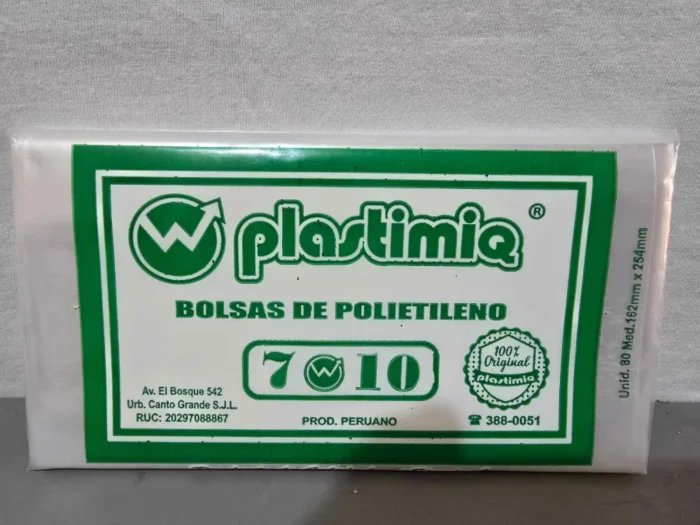 W plastimiq ®
BOLSAS DE POLIETILENO
7 W 10
100%
Original
plastimiq
Av. El Bosque 542
Urb. Canto Grande S.J.L.
RUC: 20297088867
PROD. PERUANO
☎ 388-0051
Unid. 80 Med.162mm x 254mm